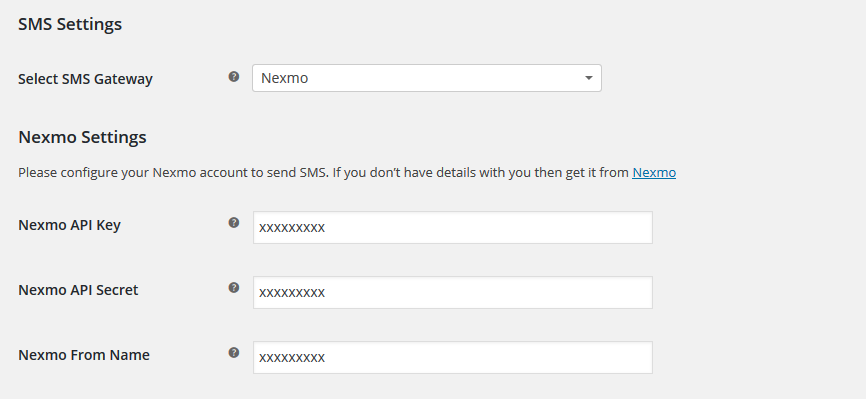 SMS Settings
Select SMS Gateway ? Nexmo
Nexmo Settings
Please configure your Nexmo account to send SMS. If you don’t have details with you then get it from Nexmo
Nexmo API Key ? xxxxxxxxx
Nexmo API Secret ? xxxxxxxxx
Nexmo From Name ? xxxxxxxxx